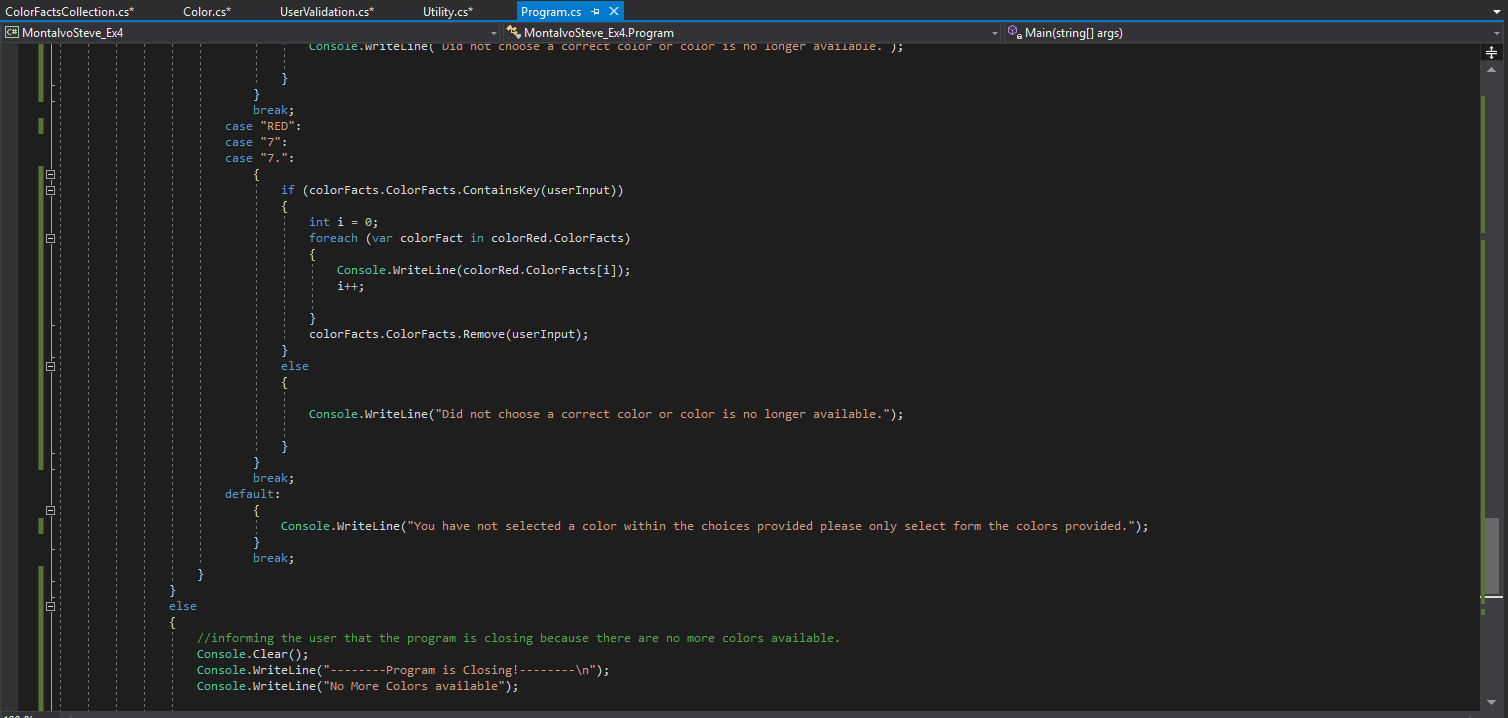 ColorFactsCollection.cs* Color.cs* UserValidation.cs* Utility.cs* Program.cs
C# MontalvoSteve_Ex4 MontalvoSteve_Ex4.Program Main(string[] args)
Console.WriteLine("Did not choose a correct color or color is no longer available.");
}
}
break;
case "RED":
case "7":
case "7.":
{
if (colorFacts.ColorFacts.ContainsKey(userInput))
{
int i = 0;
foreach (var colorFact in colorRed.ColorFacts)
{
Console.WriteLine(colorRed.ColorFacts[i]);
i++;
}
colorFacts.ColorFacts.Remove(userInput);
}
else
{
Console.WriteLine("Did not choose a correct color or color is no longer available.");
}
}
break;
default:
{
Console.WriteLine("You have not selected a color within the choices provided please only select form the colors provided.");
}
break;
}
}
else
{
//informing the user that the program is closing because there are no more colors available.
Console.Clear();
Console.WriteLine("--------Program is Closing!--------\n");
Console.WriteLine("No More Colors available");